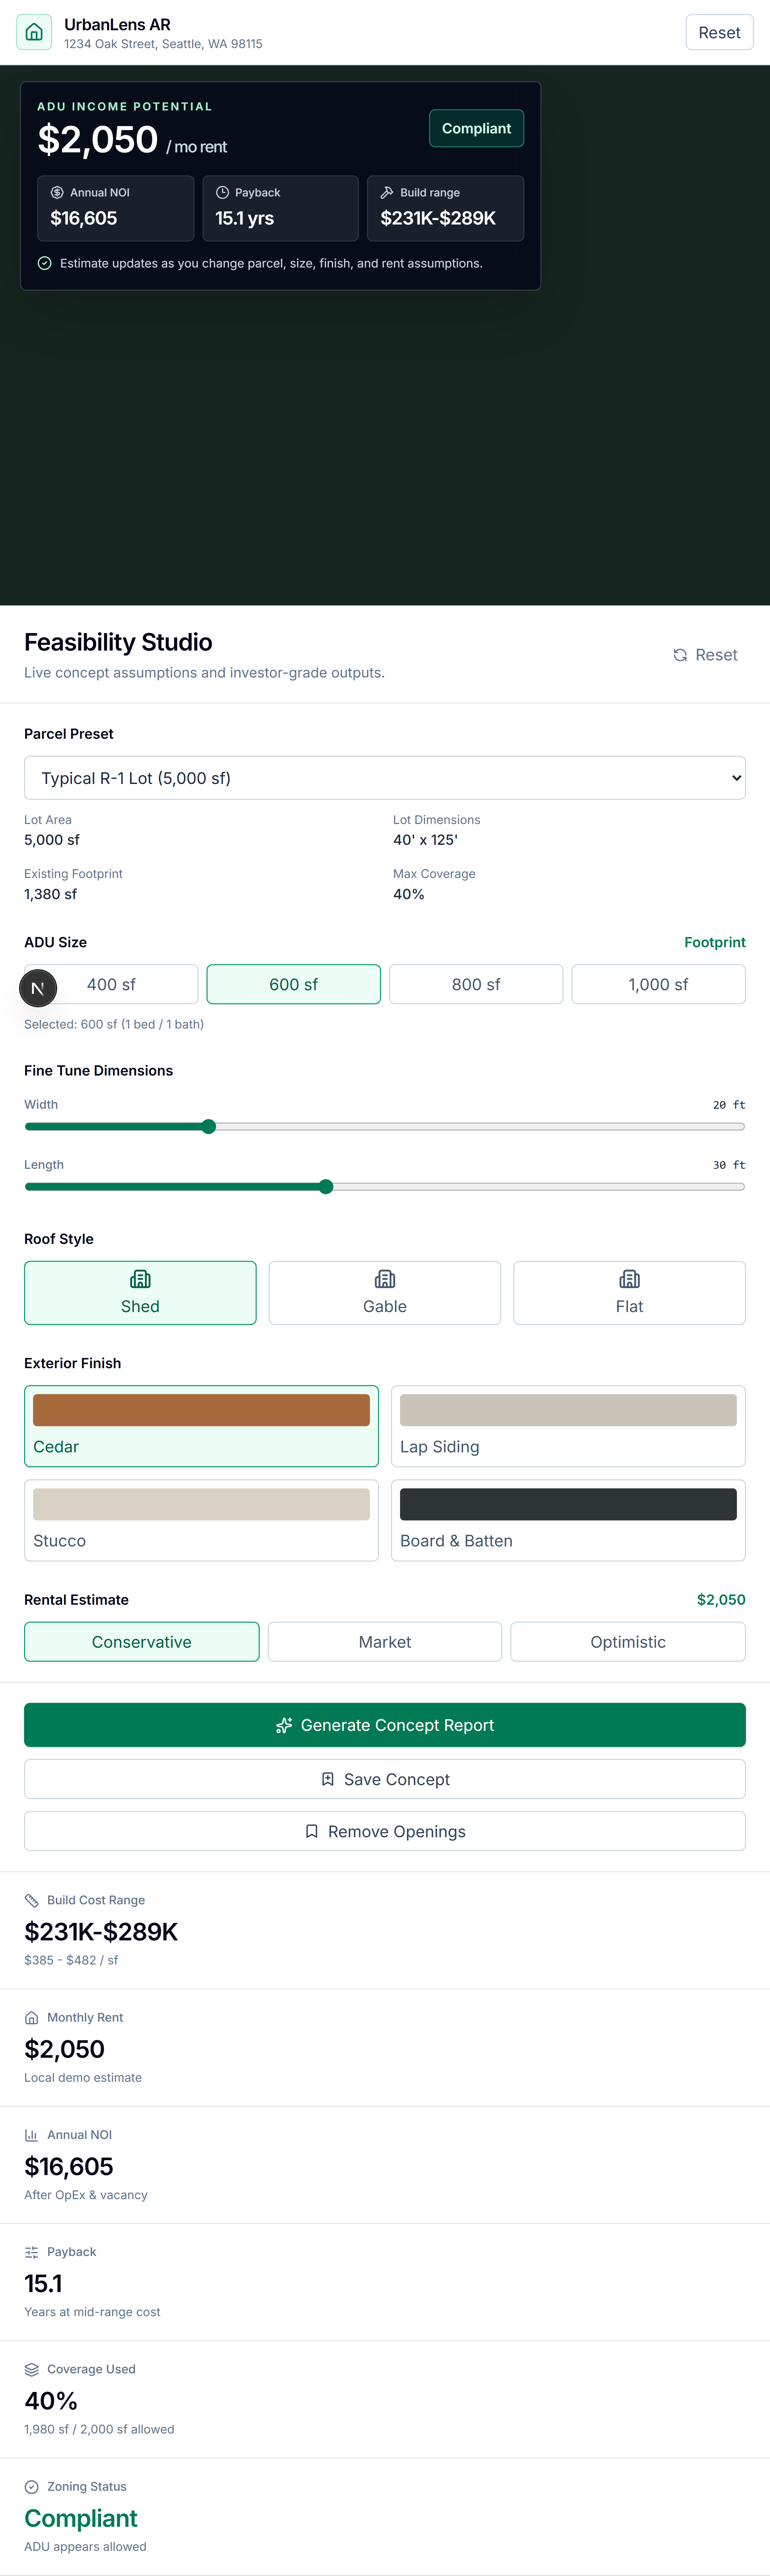 UrbanLens AR
1234 Oak Street, Seattle, WA 98115
Reset
ADU INCOME POTENTIAL
$2,050 / mo rent
Compliant
Annual NOI
$16,605
Payback
15.1 yrs
Build range
$231K-$289K
Estimate updates as you change parcel, size, finish, and rent assumptions.
Feasibility Studio
Live concept assumptions and investor-grade outputs.
Reset
Parcel Preset
Typical R-1 Lot (5,000 sf)
Lot Area
5,000 sf
Lot Dimensions
40' x 125'
Existing Footprint
1,380 sf
Max Coverage
40%
ADU Size
Footprint
N
400 sf
600 sf
800 sf
1,000 sf
Selected: 600 sf (1 bed / 1 bath)
Fine Tune Dimensions
Width
20 ft
Length
30 ft
Roof Style
Shed
Gable
Flat
Exterior Finish
Cedar
Lap Siding
Stucco
Board & Batten
Rental Estimate
$2,050
Conservative
Market
Optimistic
Generate Concept Report
Save Concept
Remove Openings
Build Cost Range
$231K-$289K
$385 - $482 / sf
Monthly Rent
$2,050
Local demo estimate
Annual NOI
$16,605
After OpEx & vacancy
Payback
15.1
Years at mid-range cost
Coverage Used
40%
1,980 sf / 2,000 sf allowed
Zoning Status
Compliant
ADU appears allowed